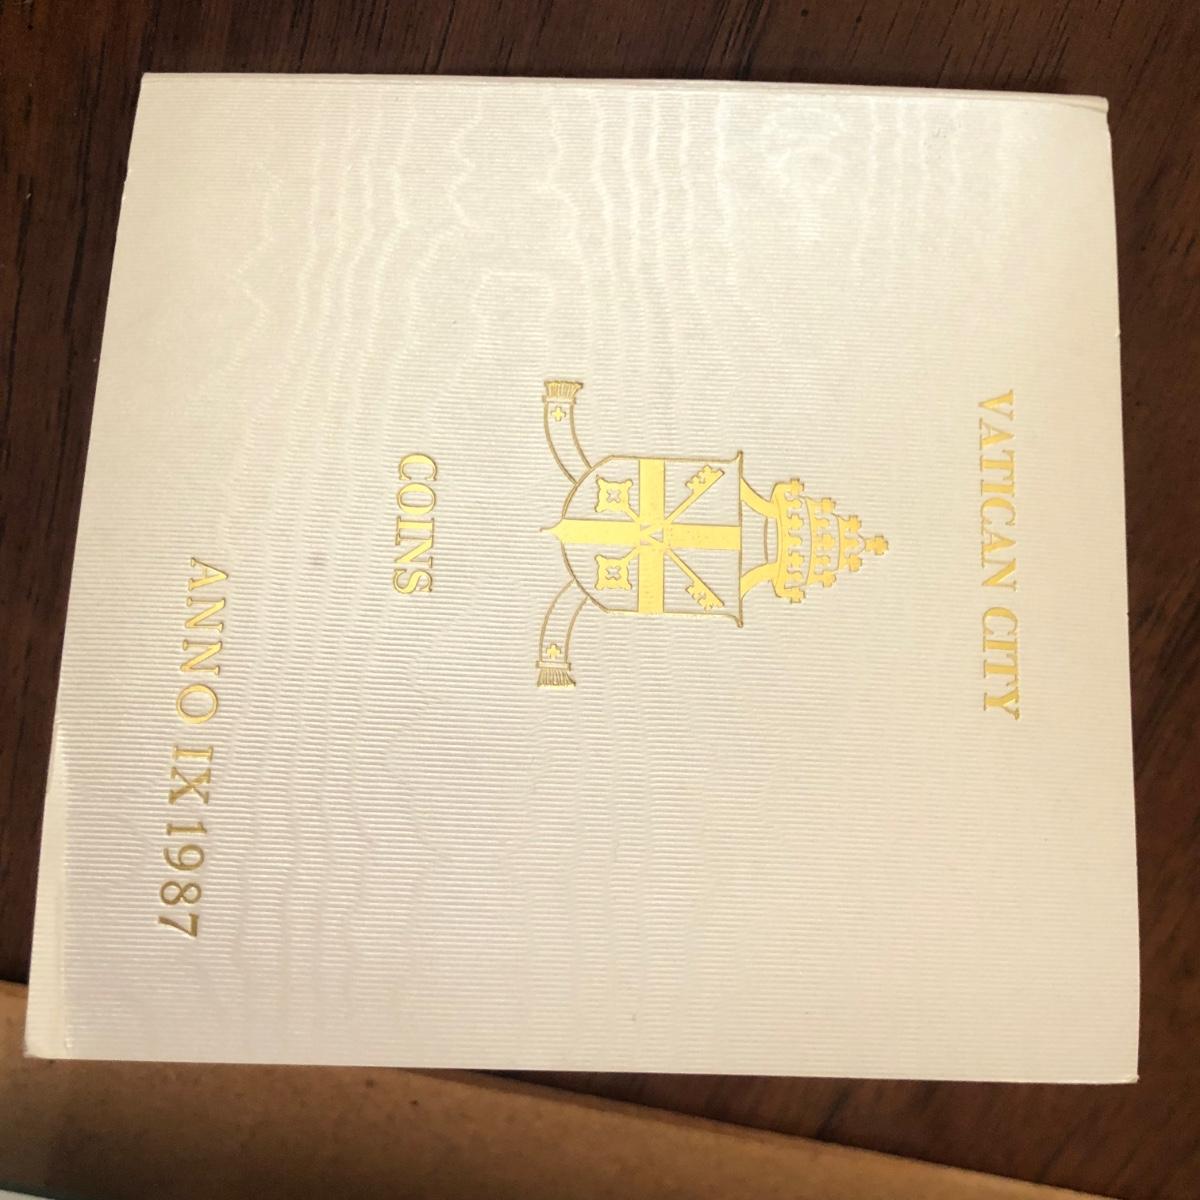 VATICAN CITY
COINS
ANNO IX 1987